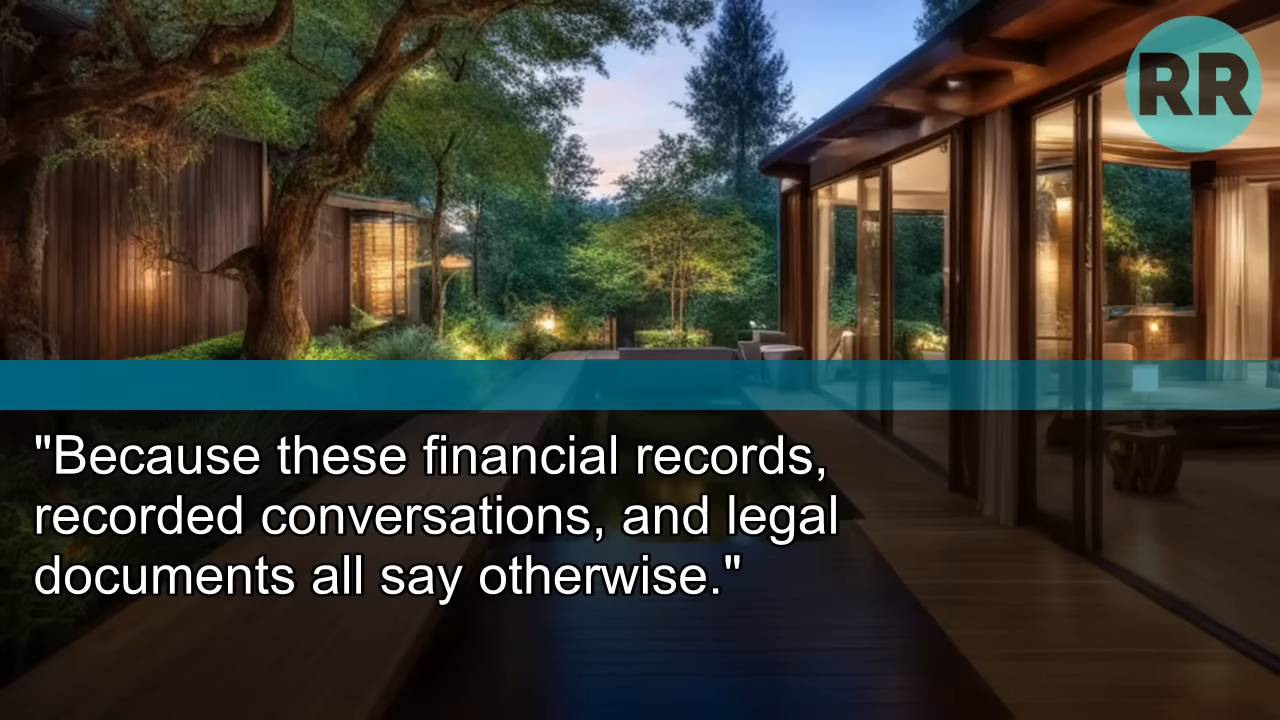 RR
"Because these financial records,
recorded conversations, and legal
documents all say otherwise."